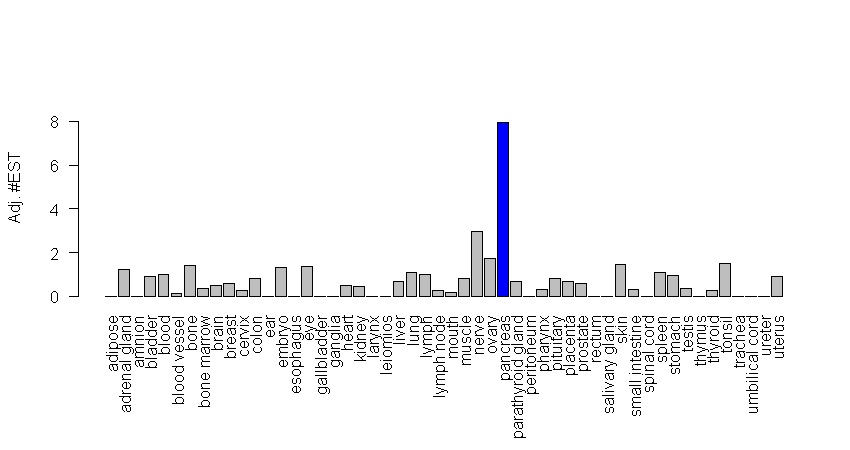 Adj. #EST
8
6
4
2
0
adipose
adrenal gland
amnion
bladder
blood
blood vessel
bone
bone marrow
brain
breast
cervix
colon
ear
embryo
esophagus
eye
gallbladder
ganglia
heart
kidney
larynx
leiomios
liver
lung
lymph
lymph node
mouth
muscle
nerve
ovary
pancreas
parathyroid gland
peritoneum
pharynx
pituitary
placenta
prostate
rectum
salivary gland
skin
small intestine
spinal cord
spleen
stomach
testis
thymus
thyroid
tonsil
trachea
umbilical cord
ureter
uterus